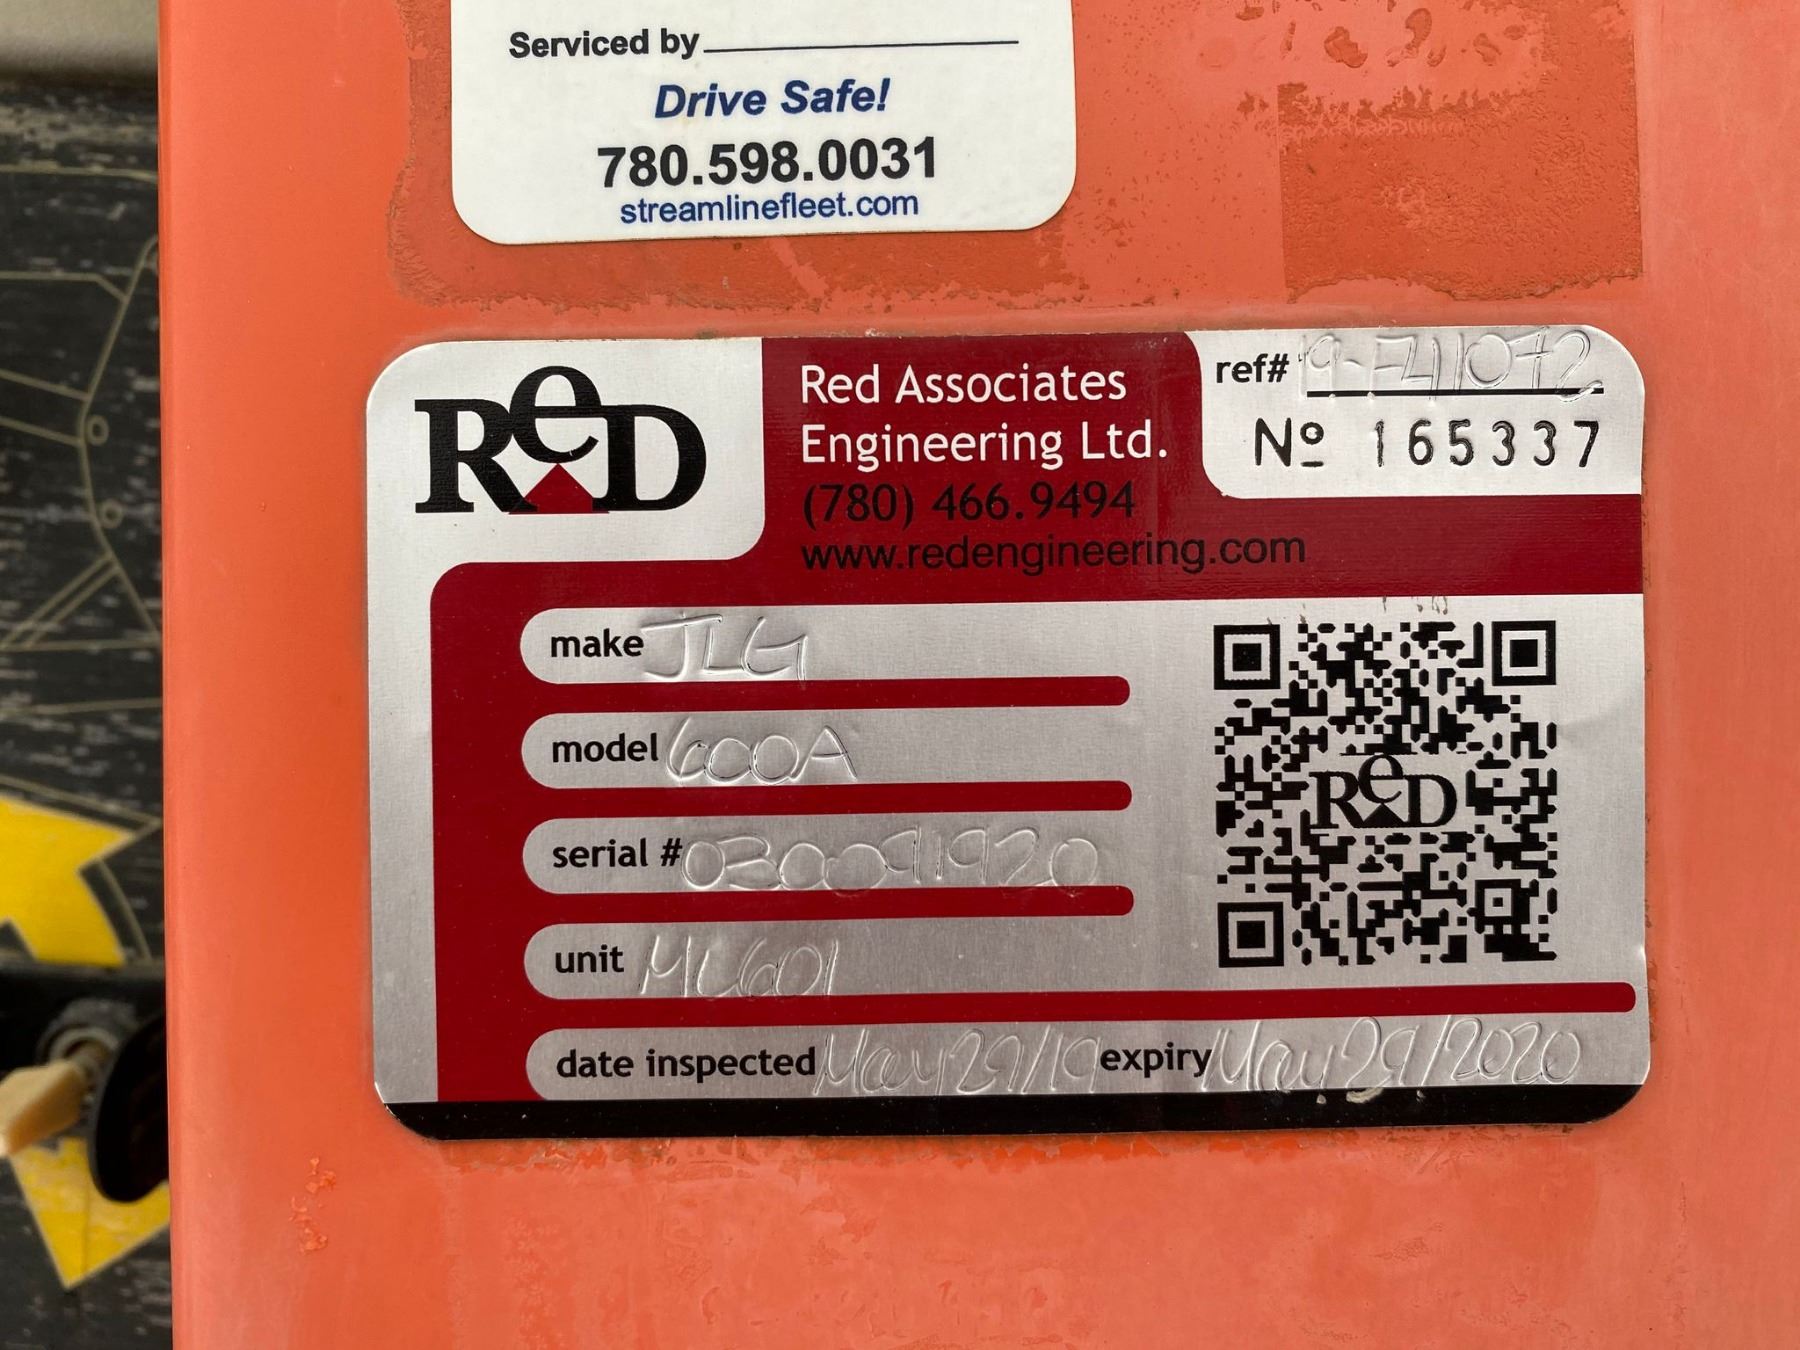 Serviced by
Drive Safe!
780.598.0031
streamlinefleet.com
ReD
Red Associates
Engineering Ltd.
(780) 466.9494
www.redengineering.com
ref# 19-F411072
Nº 165337
make JLG
model 600A
serial # 0300091920
unit ML601
ReD
date inspected May 29/19 expiry May 29/2020